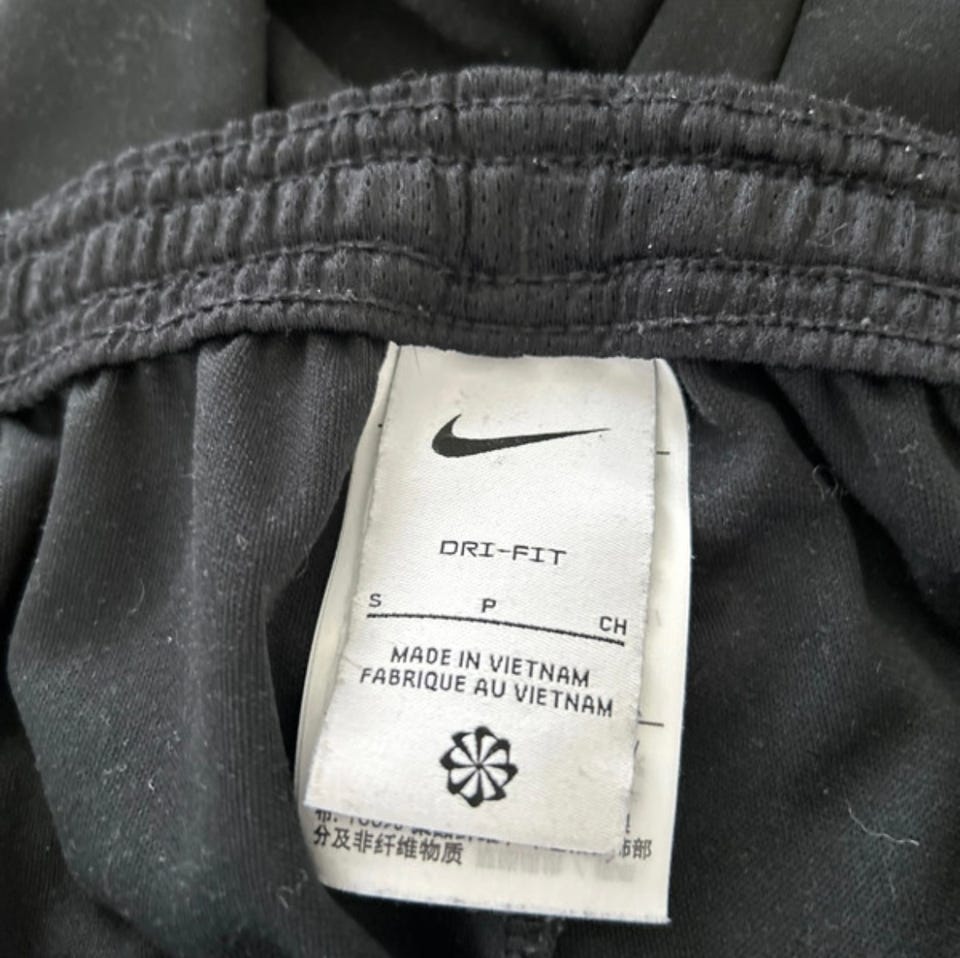 DRI-FIT
S P CH
MADE IN VIETNAM
FABRIQUE AU VIETNAM
分及非纤维物质